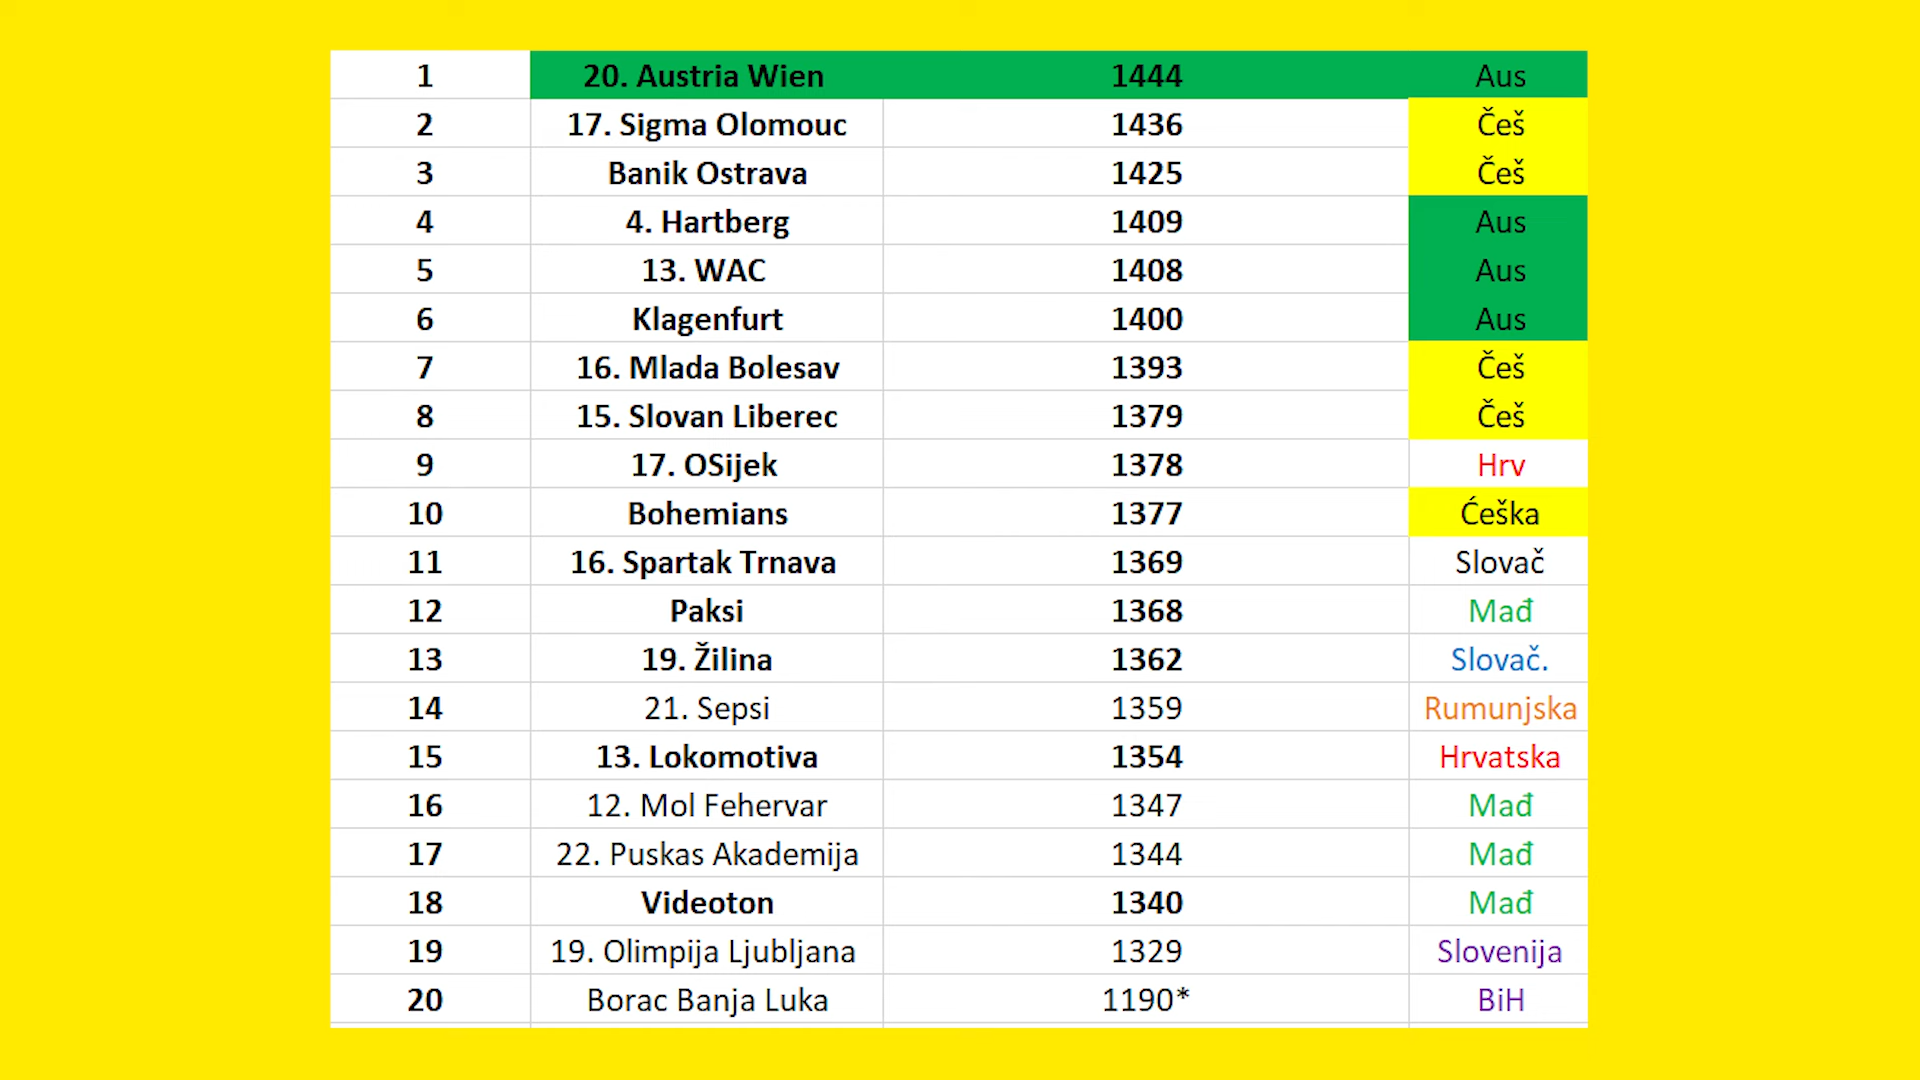 1 20. Austria Wien 1444 Aus
2 17. Sigma Olomouc 1436 Češ
3 Banik Ostrava 1425 Češ
4 4. Hartberg 1409 Aus
5 13. WAC 1408 Aus
6 Klagenfurt 1400 Aus
7 16. Mlada Bolesav 1393 Češ
8 15. Slovan Liberec 1379 Češ
9 17. OSijek 1378 Hrv
10 Bohemians 1377 Ćeška
11 16. Spartak Trnava 1369 Slovač
12 Paksi 1368 Mađ
13 19. Žilina 1362 Slovač.
14 21. Sepsi 1359 Rumunjska
15 13. Lokomotiva 1354 Hrvatska
16 12. Mol Fehervar 1347 Mađ
17 22. Puskas Akademija 1344 Mađ
18 Videoton 1340 Mađ
19 19. Olimpija Ljubljana 1329 Slovenija
20 Borac Banja Luka 1190* BiH